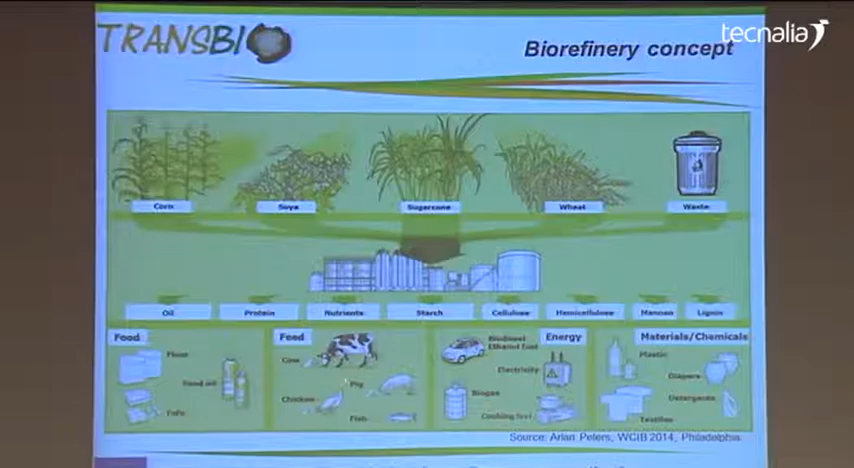 TRANSBIO
tecnalia
Biorefinery concept
Corn
Soya
Sugarcane
Wheat
Waste
Oil
Protein
Nutrients
Starch
Cellulose
Hemicellulose
Mannan
Lignin
Food
Flour
Food oil
Feed
Cow
Pig
Chicken
Fish
Energy
Biodiesel
Ethanol fuel
Electricity
Biogas
Cooking fuel
Materials/Chemicals
Plastic
Diapers
Detergents
Textiles
Source: Arlan Peters, WCiB 2014, Philadelphia